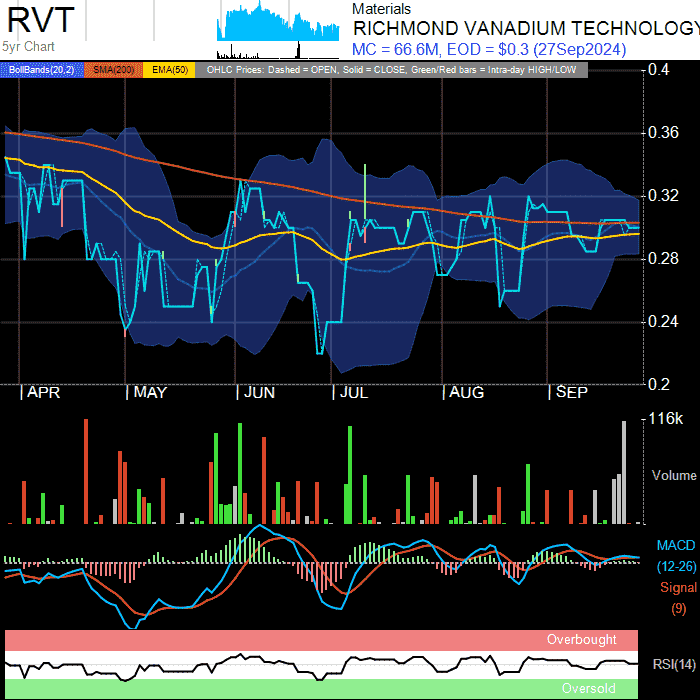 RVT
5yr Chart
Materials
RICHMOND VANADIUM TECHNOLOGY
MC = 66.6M, EOD = $0.3 (27Sep2024)
BollBands(20,2) SMA(200) EMA(50) OHLC Prices: Dashed = OPEN, Solid = CLOSE, Green/Red bars = Intra-day HIGH/LOW
0.4
0.36
0.32
0.28
0.24
0.2
APR MAY JUN JUL AUG SEP
116k
Volume
MACD
(12-26)
Signal
(9)
Overbought
RSI(14)
Oversold